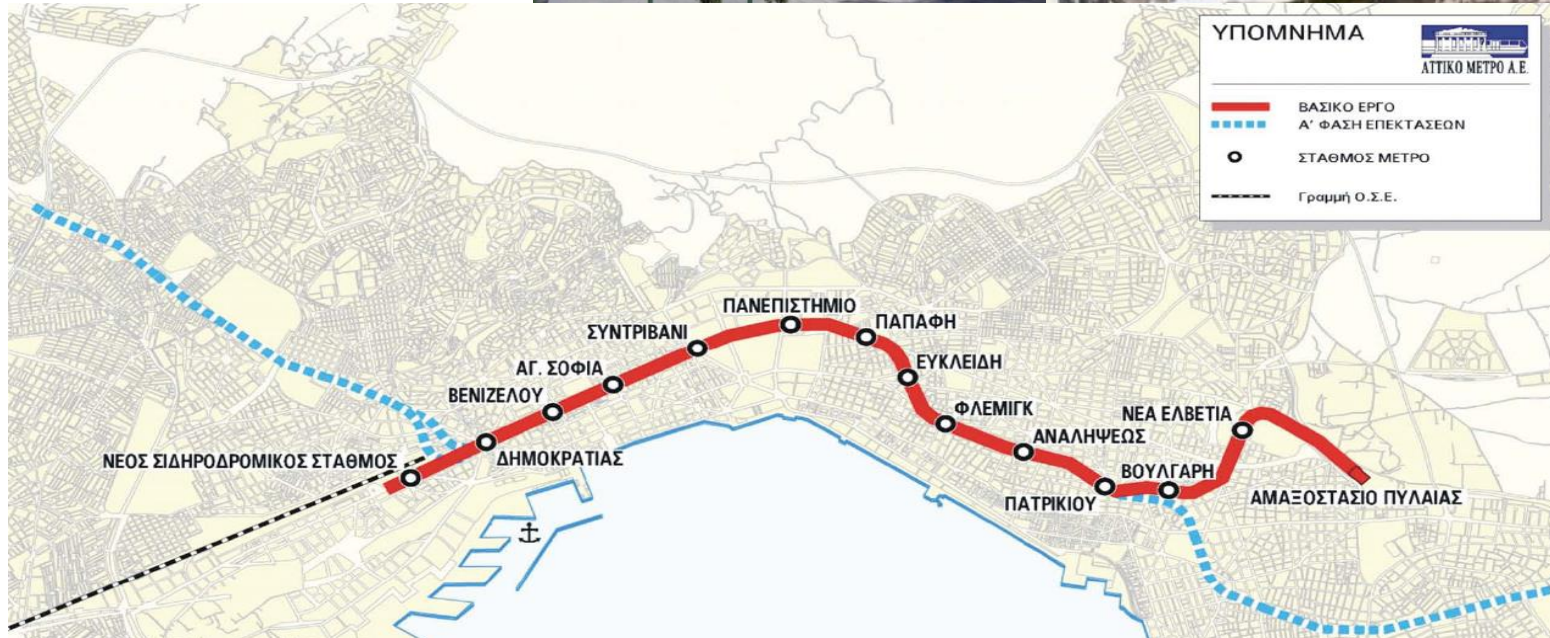 ΥΠΟΜΝΗΜΑ
ΑΤΤΙΚΟ ΜΕΤΡΟ Α.Ε.
ΒΑΣΙΚΟ ΕΡΓΟ
Α' ΦΑΣΗ ΕΠΕΚΤΑΣΕΩΝ
ΣΤΑΘΜΟΣ ΜΕΤΡΟ
Γραμμή Ο.Σ.Ε.
ΝΕΟΣ ΣΙΔΗΡΟΔΡΟΜΙΚΟΣ ΣΤΑΘΜΟΣ
ΔΗΜΟΚΡΑΤΙΑΣ
ΒΕΝΙΖΕΛΟΥ
ΑΓ. ΣΟΦΙΑ
ΣΥΝΤΡΙΒΑΝΙ
ΠΑΝΕΠΙΣΤΗΜΙΟ
ΠΑΠΑΦΗ
ΕΥΚΛΕΙΔΗ
ΦΛΕΜΙΓΚ
ΑΝΑΛΗΨΕΩΣ
ΠΑΤΡΙΚΙΟΥ
ΒΟΥΛΓΑΡΗ
ΝΕΑ ΕΛΒΕΤΙΑ
ΑΜΑΞΟΣΤΑΣΙΟ ΠΥΛΑΙΑΣ